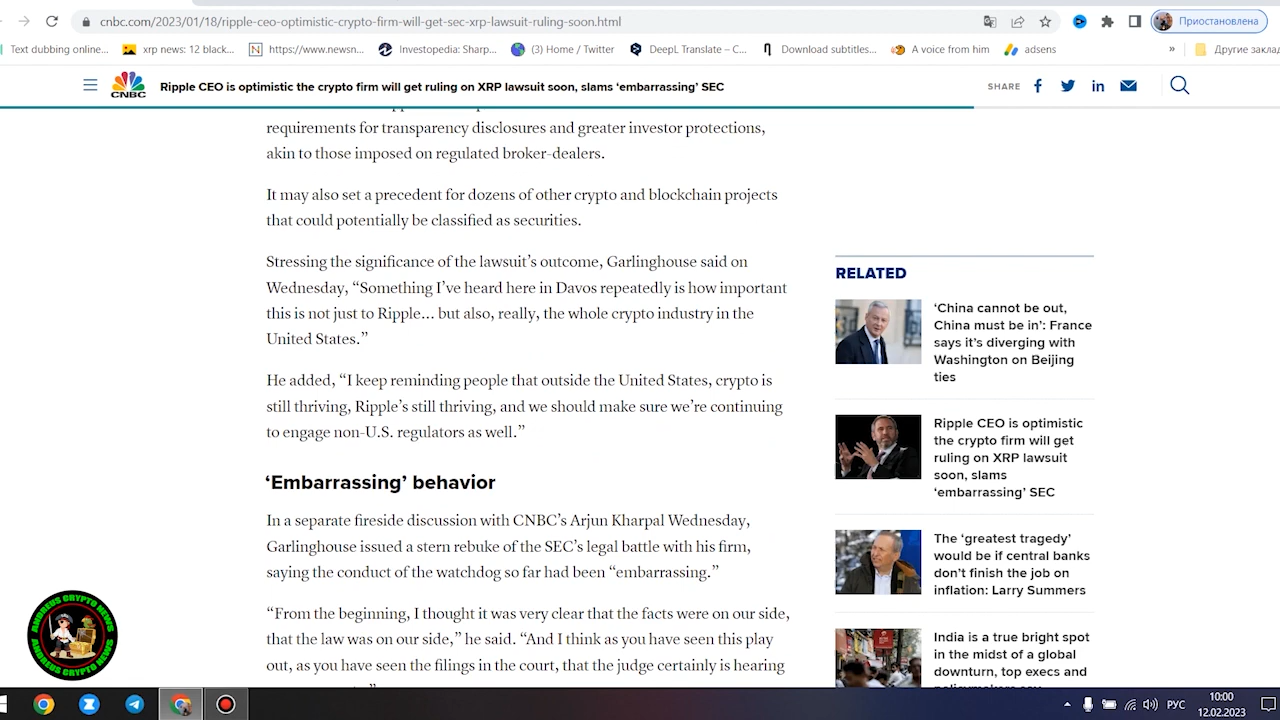 cnbc.com/2023/01/18/ripple-ceo-optimistic-crypto-firm-will-get-sec-xrp-lawsuit-ruling-soon.html
Приостановлена
Text dubbing online...
xrp news: 12 black...
https://www.newsn...
Investopedia: Sharp...
(3) Home / Twitter
DeepL Translate – C...
Download subtitles...
A voice from him
adsens
»
Другие закла
CNBC
Ripple CEO is optimistic the crypto firm will get ruling on XRP lawsuit soon, slams ‘embarrassing’ SEC
SHARE
requirements for transparency disclosures and greater investor protections,
akin to those imposed on regulated broker-dealers.
It may also set a precedent for dozens of other crypto and blockchain projects
that could potentially be classified as securities.
Stressing the significance of the lawsuit’s outcome, Garlinghouse said on
Wednesday, “Something I’ve heard here in Davos repeatedly is how important
this is not just to Ripple… but also, really, the whole crypto industry in the
United States.”
He added, “I keep reminding people that outside the United States, crypto is
still thriving, Ripple’s still thriving, and we should make sure we’re continuing
to engage non-U.S. regulators as well.”
‘Embarrassing’ behavior
In a separate fireside discussion with CNBC’s Arjun Kharpal Wednesday,
Garlinghouse issued a stern rebuke of the SEC’s legal battle with his firm,
saying the conduct of the watchdog so far had been “embarrassing.”
“From the beginning, I thought it was very clear that the facts were on our side,
that the law was on our side,” he said. “And I think as you have seen this play
out, as you have seen the filings in the court, that the judge certainly is hearing
RELATED
‘China cannot be out,
China must be in’: France
says it’s diverging with
Washington on Beijing
ties
Ripple CEO is optimistic
the crypto firm will get
ruling on XRP lawsuit
soon, slams
‘embarrassing’ SEC
The ‘greatest tragedy’
would be if central banks
don’t finish the job on
inflation: Larry Summers
India is a true bright spot
in the midst of a global
downturn, top execs and
ANDREUS CRYPTO NEWS
ANDREUS CRYPTO NEWS
РУС
10:00
12.02.2023